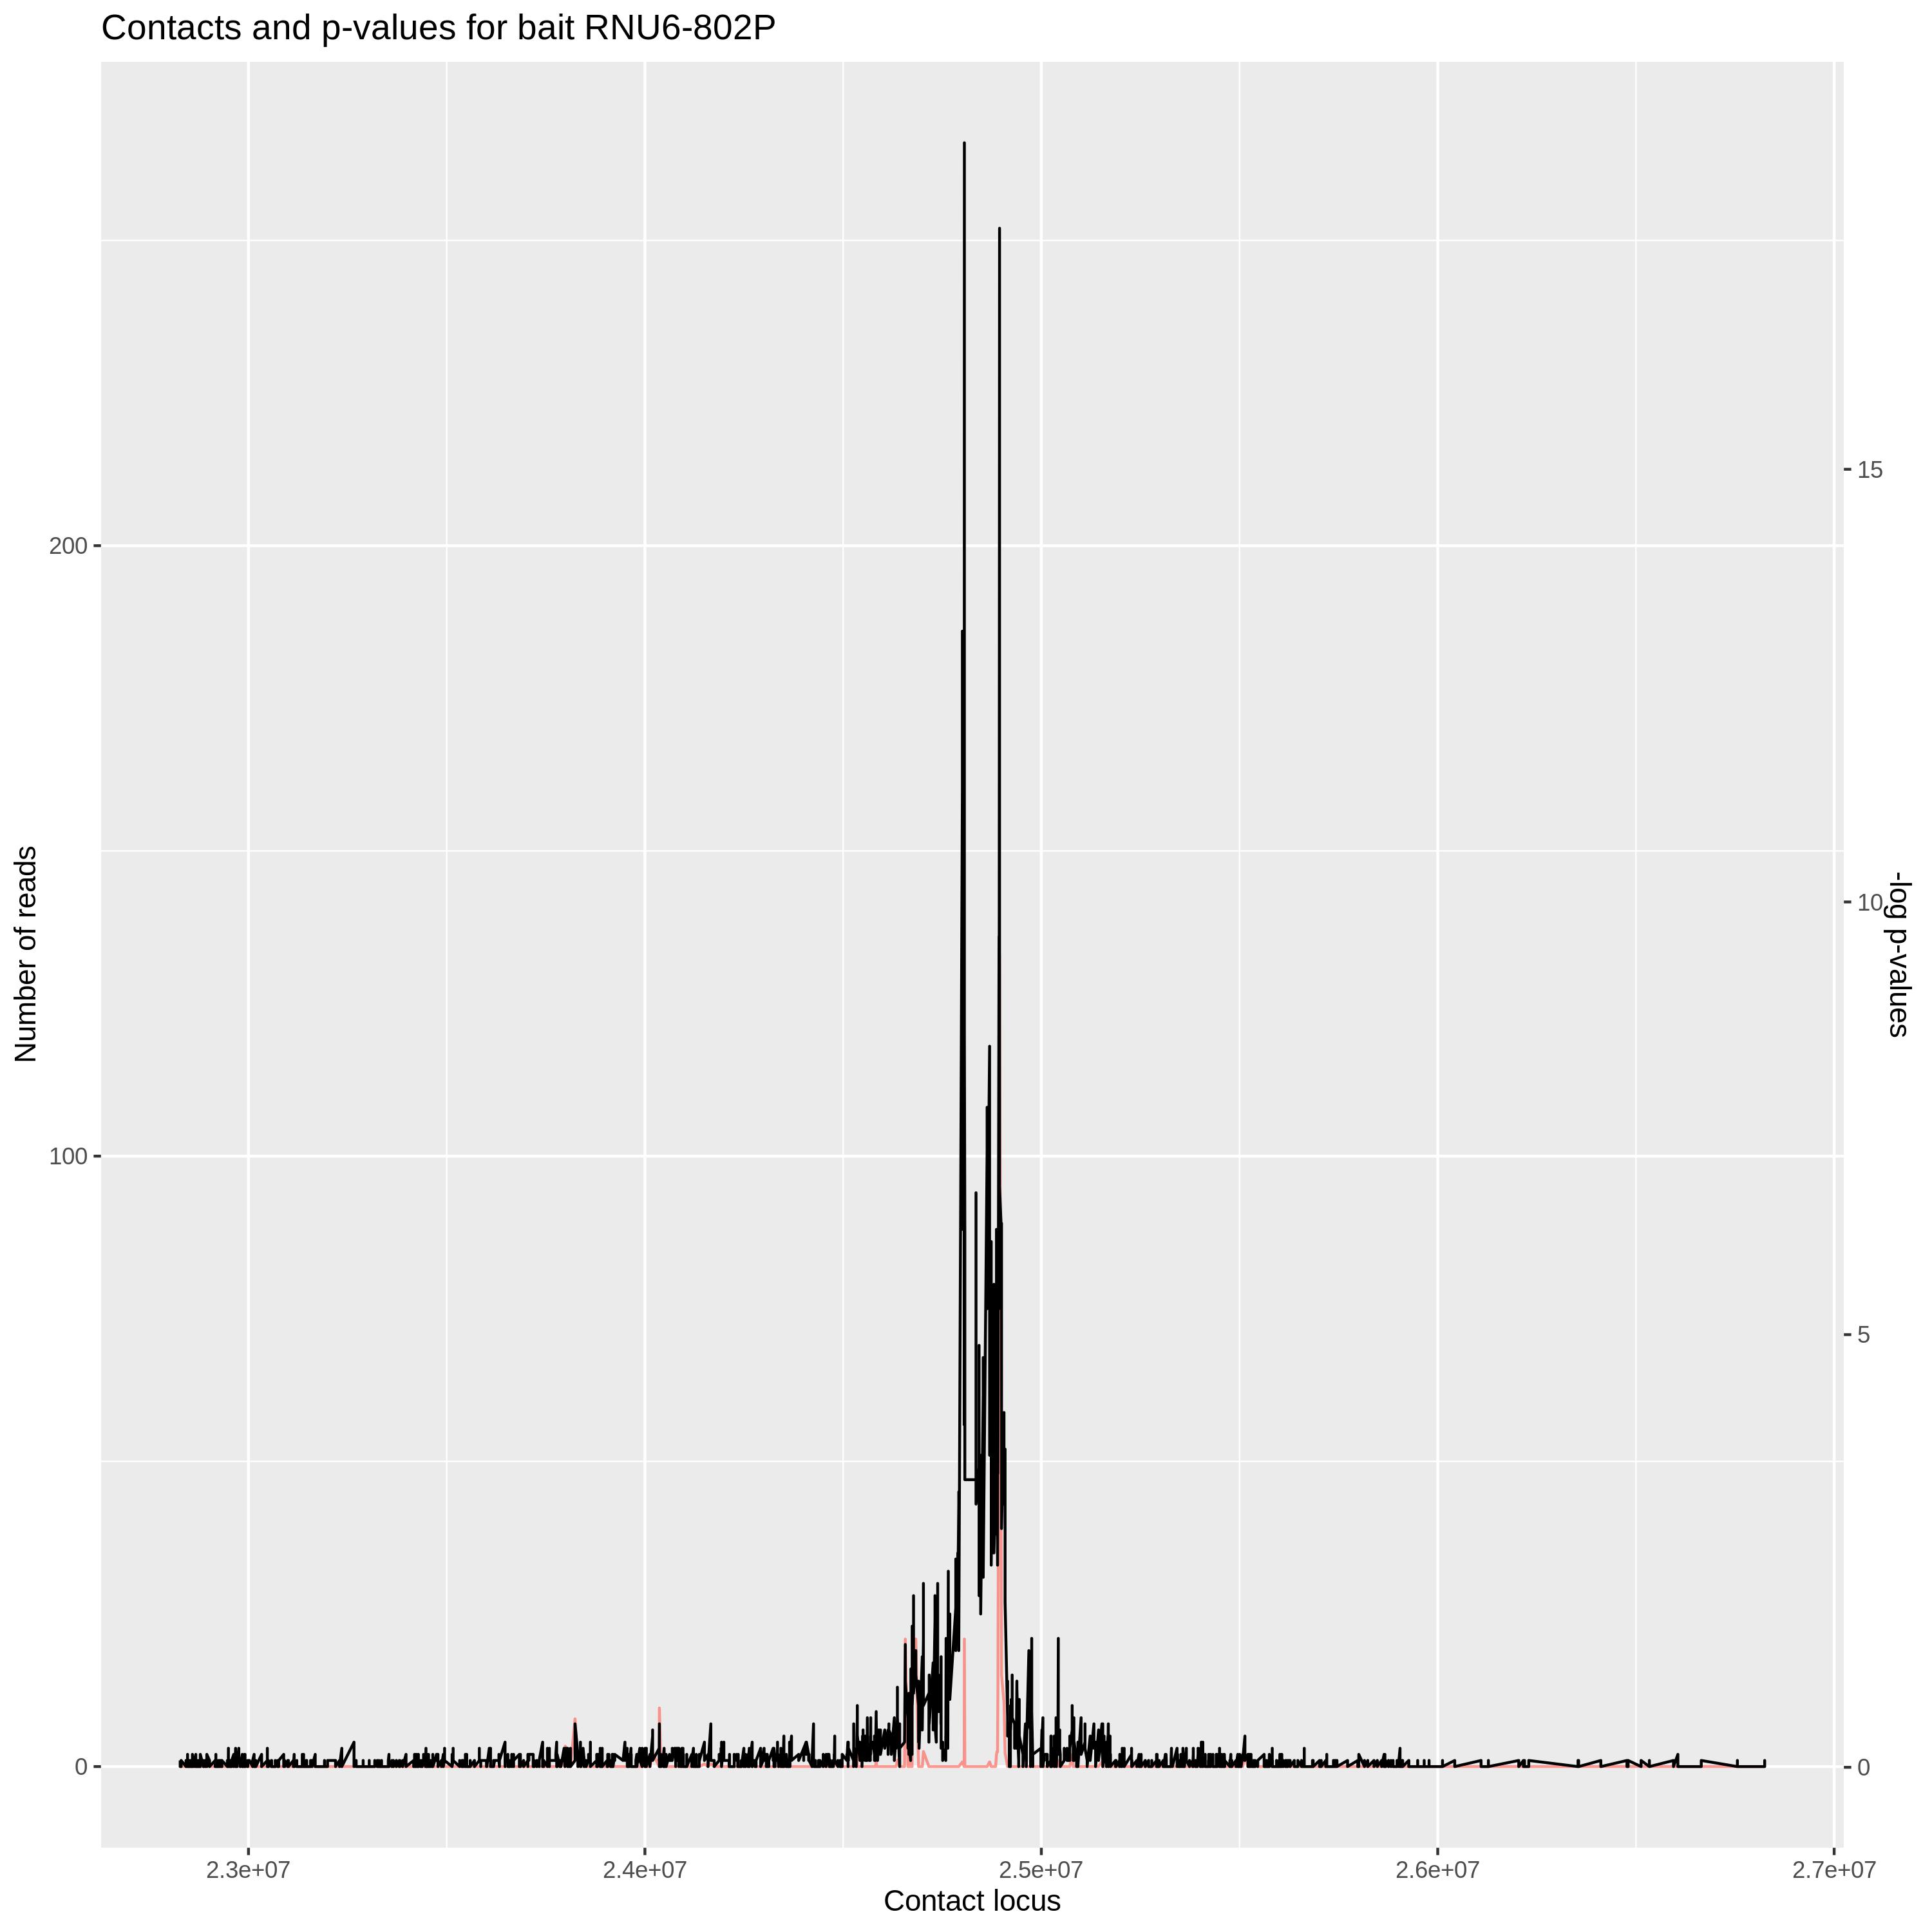 Contacts and p-values for bait RNU6-802P
Number of reads
200
100
0
15
10
5
0
-log p-values
2.3e+07
2.4e+07
2.5e+07
2.6e+07
2.7e+07
Contact locus